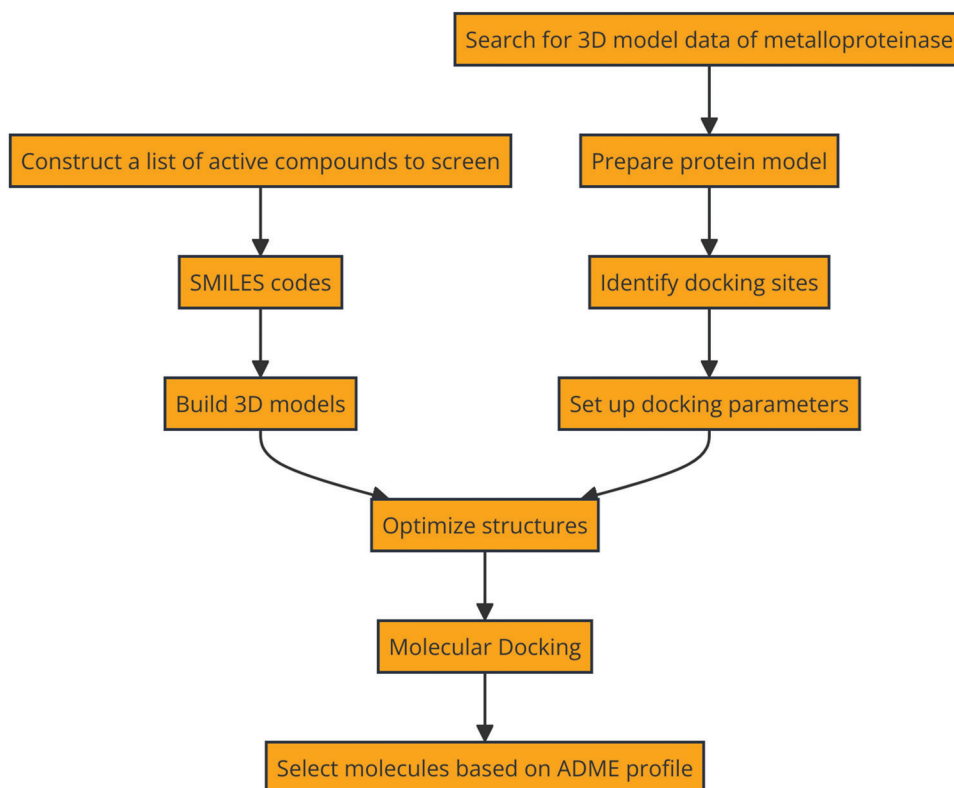 Search for 3D model data of metalloproteinase
Construct a list of active compounds to screen
Prepare protein model
SMILES codes
Identify docking sites
Build 3D models
Set up docking parameters
Optimize structures
Molecular Docking
Select molecules based on ADME profile